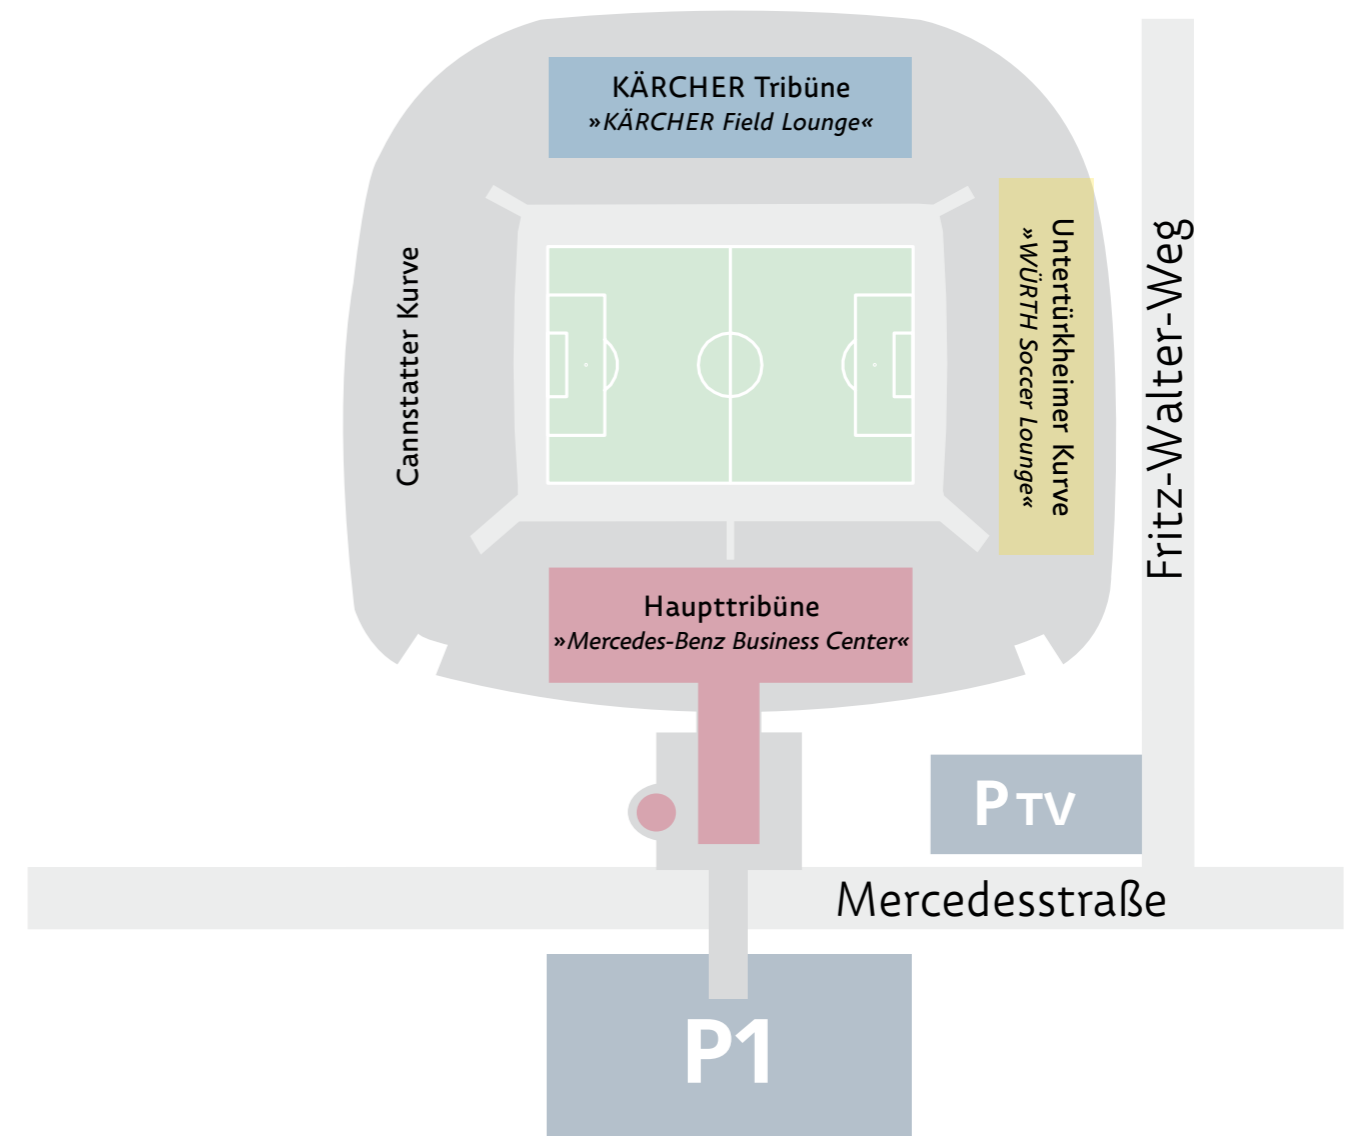 KÄRCHER Tribüne
»KÄRCHER Field Lounge«
Cannstatter Kurve
Untertürkheimer Kurve
»WÜRTH Soccer Lounge«
Fritz-Walter-Weg
Haupttribüne
»Mercedes-Benz Business Center«
P TV
Mercedesstraße
P1